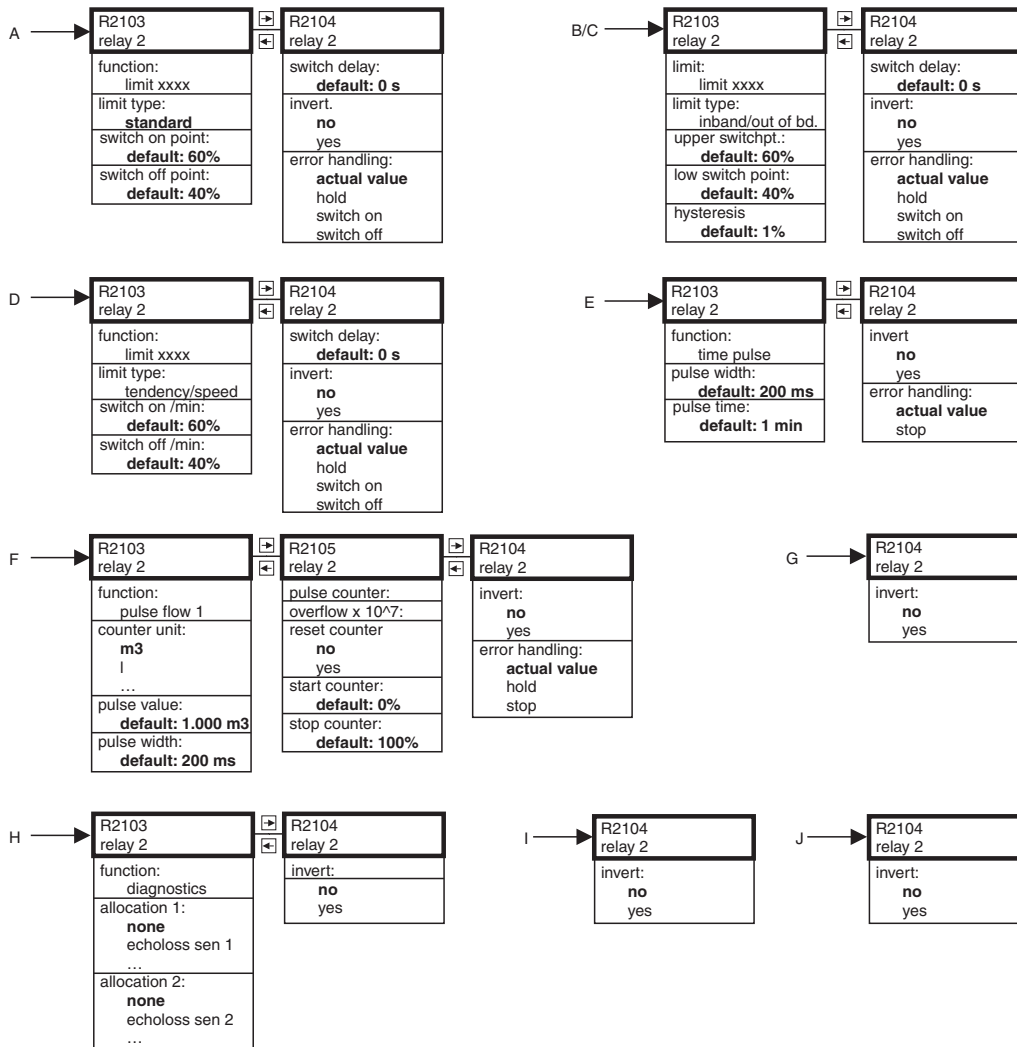 A
R2103
relay 2
function:
limit xxxx
limit type:
standard
switch on point:
default: 60%
switch off point:
default: 40%
R2104
relay 2
switch delay:
default: 0 s
invert.
no
yes
error handling:
actual value
hold
switch on
switch off
B/C
R2103
relay 2
limit:
limit xxxx
limit type:
inband/out of bd.
upper switchpt.:
default: 60%
low switch point:
default: 40%
hysteresis
default: 1%
R2104
relay 2
switch delay:
default: 0 s
invert:
no
yes
error handling:
actual value
hold
switch on
switch off
D
R2103
relay 2
function:
limit xxxx
limit type:
tendency/speed
switch on /min:
default: 60%
switch off /min:
default: 40%
R2104
relay 2
switch delay:
default: 0 s
invert:
no
yes
error handling:
actual value
hold
switch on
switch off
E
R2103
relay 2
function:
time pulse
pulse width:
default: 200 ms
pulse time:
default: 1 min
R2104
relay 2
invert
no
yes
error handling:
actual value
stop
F
R2103
relay 2
function:
pulse flow 1
counter unit:
m3
l
...
pulse value:
default: 1.000 m3
pulse width:
default: 200 ms
R2105
relay 2
pulse counter:
overflow x 10^7:
reset counter
no
yes
start counter:
default: 0%
stop counter:
default: 100%
R2104
relay 2
invert:
no
yes
error handling:
actual value
hold
stop
G
R2104
relay 2
invert:
no
yes
H
R2103
relay 2
function:
diagnostics
allocation 1:
none
echoloss sen 1
...
allocation 2:
none
echoloss sen 2
...
R2104
relay 2
invert:
no
yes
I
R2104
relay 2
invert:
no
yes
J
R2104
relay 2
invert:
no
yes